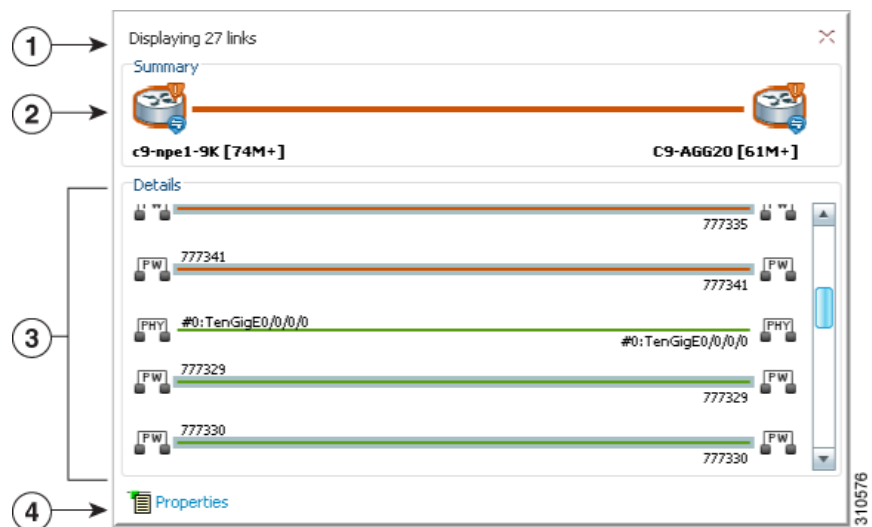 1
Displaying 27 links
Summary
2
c9-npe1-9K [74M+]
C9-AGG20 [61M+]
Details
3
PW
PW
777335
777341
PW
PW
777341
#0:TenGigE0/0/0/0
PHY
PHY
#0:TenGigE0/0/0/0
777329
PW
PW
777329
777330
PW
PW
777330
4
Properties
310576